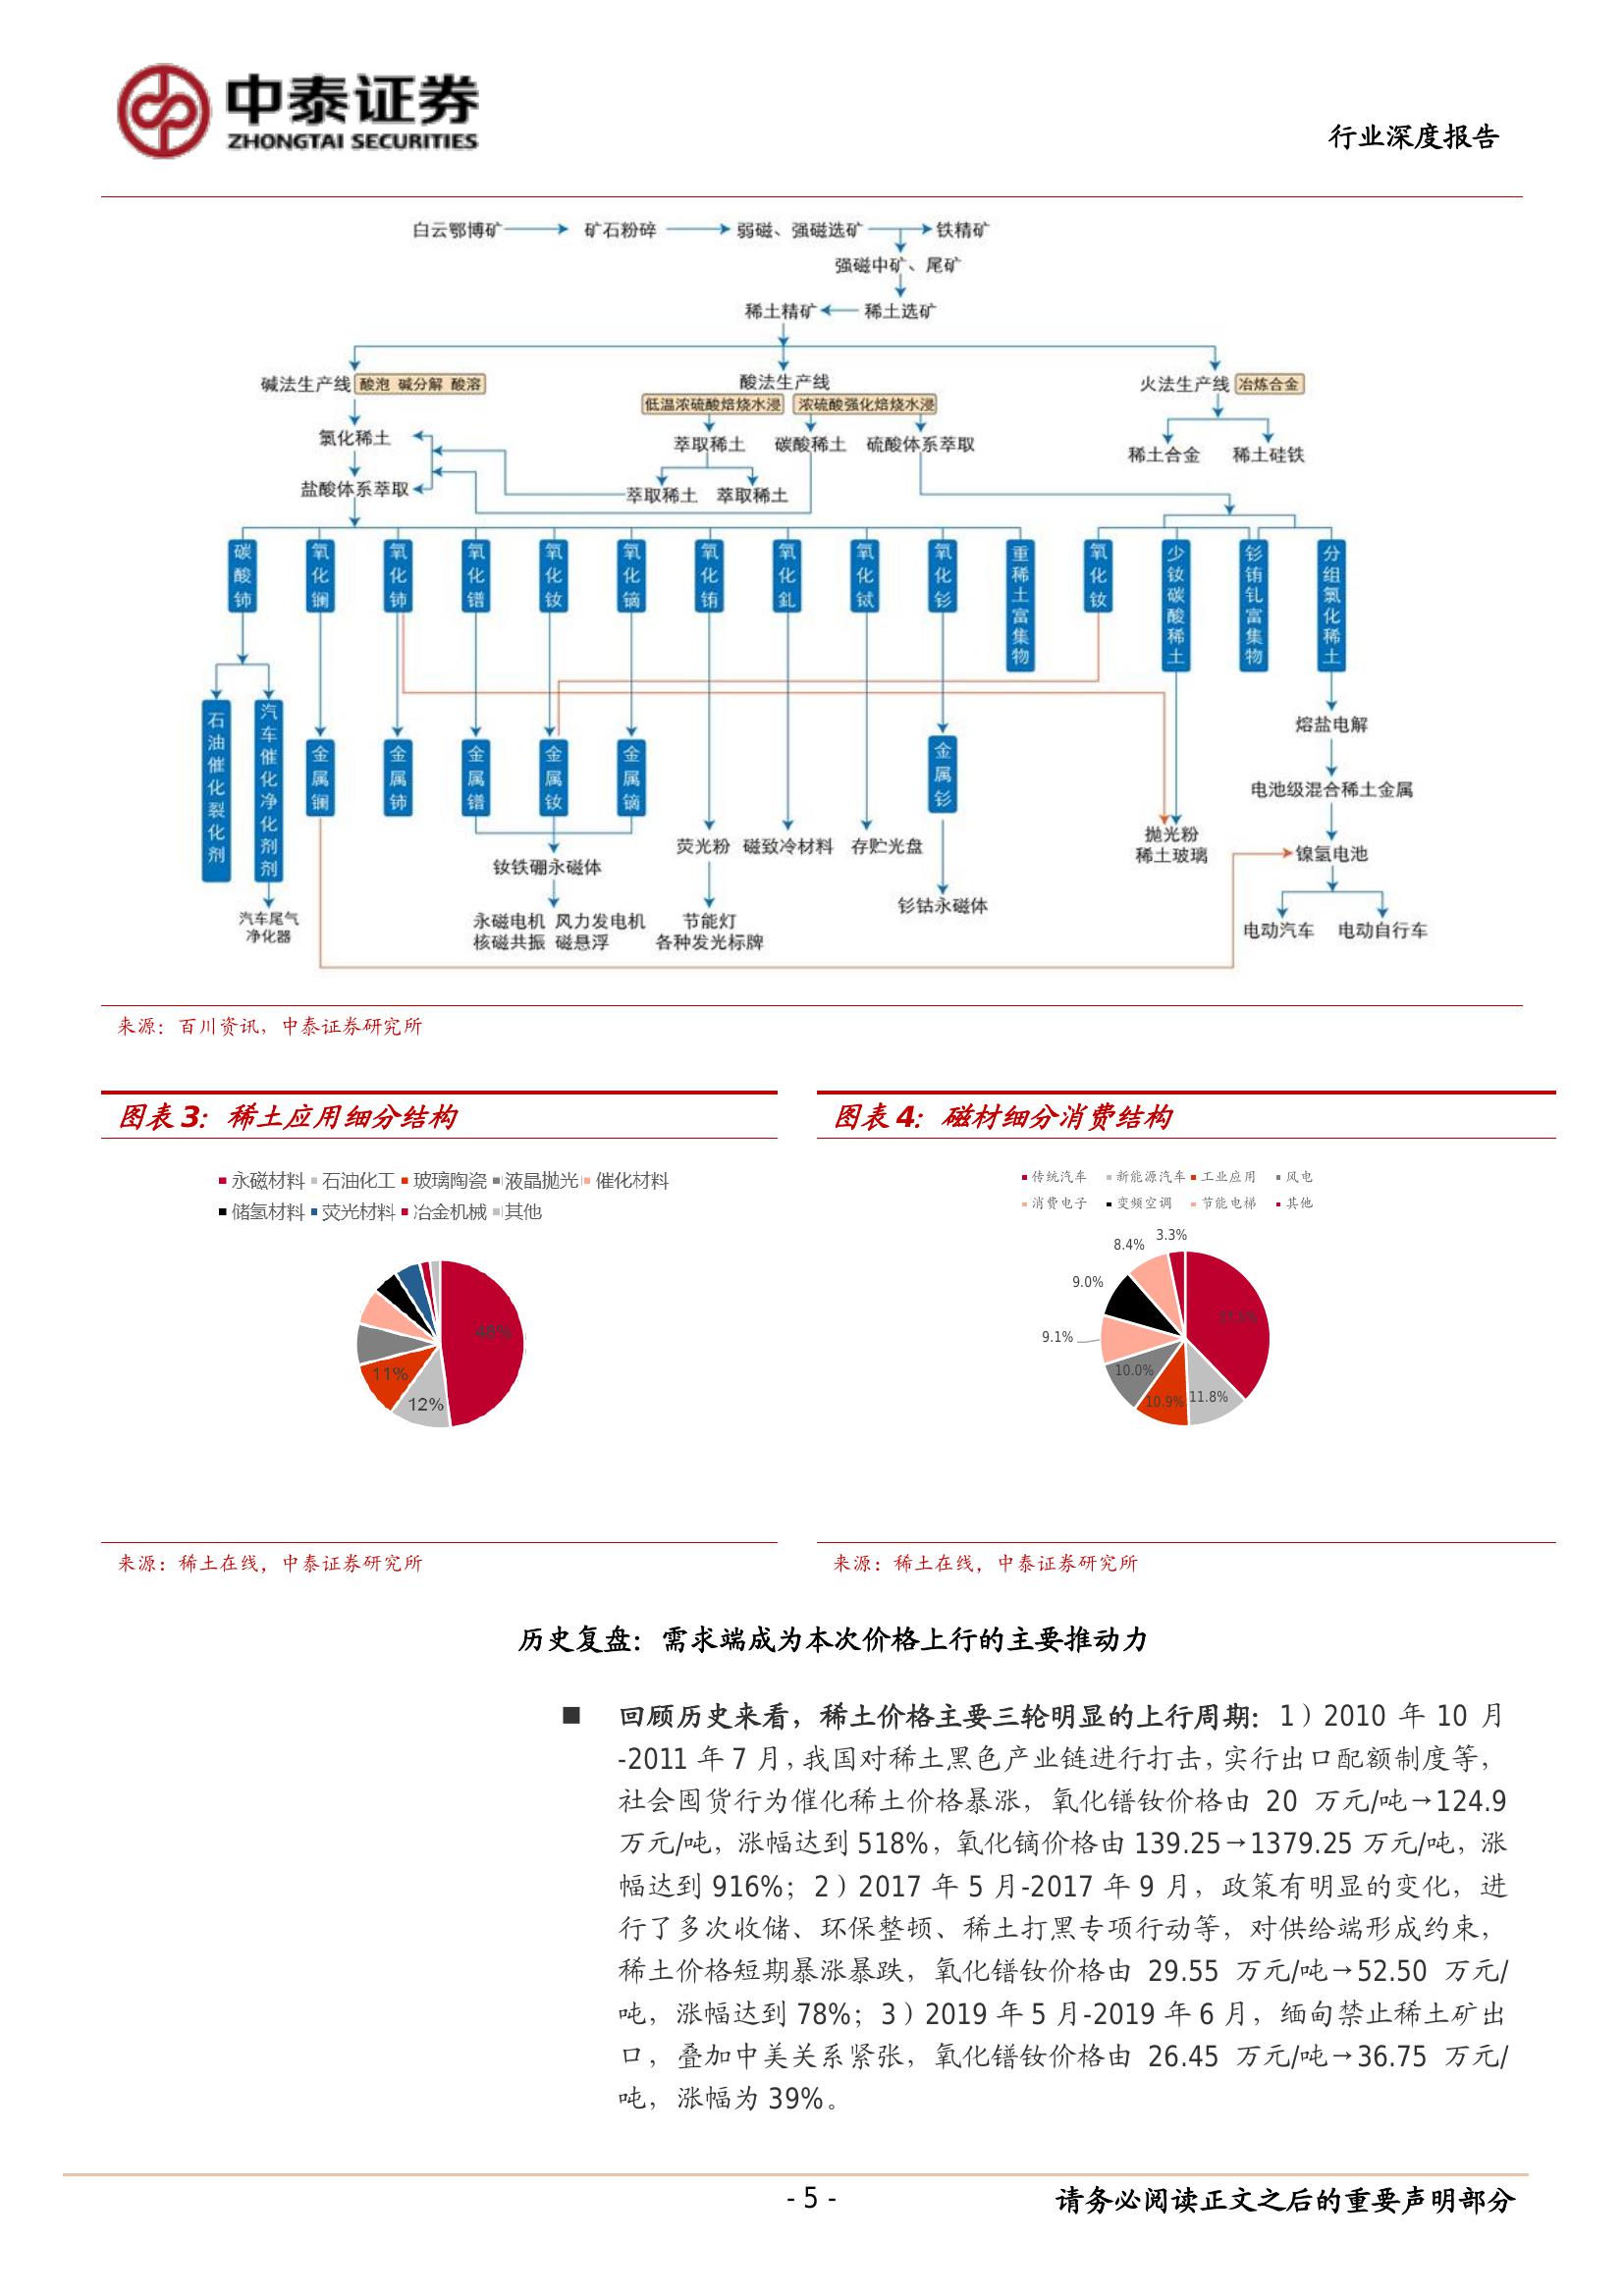 中泰证券
ZHONGTAI SECURITIES
行业深度报告
白云鄂博矿 矿石粉碎 弱磁、强磁选矿 铁精矿
强磁中矿、尾矿
稀土精矿 稀土选矿
碱法生产线 酸泡 碱分解 酸溶 酸法生产线 火法生产线 冶炼合金
低温浓硫酸焙烧水浸 浓硫酸强化焙烧水浸
氯化稀土 萃取稀土 碳酸稀土 硫酸体系萃取 稀土合金 稀土硅铁
盐酸体系萃取 萃取稀土 萃取稀土
碳酸铈 氧化镧 氧化铈 氧化镨 氧化钕 氧化镝 氧化铕 氧化釓 氧化铽 氧化钐 重稀土富集物 氧化钕 少钕碳酸稀土 钐铕钆富集物 分组氯化稀土
石油催化裂化剂 汽车催化净化剂剂 金属镧 金属铈 金属镨 金属钕 金属镝 金属钐 熔盐电解
电池级混合稀土金属
荧光粉 磁致冷材料 存贮光盘 抛光粉
稀土玻璃 镍氢电池
钕铁硼永磁体
钐钴永磁体
汽车尾气
净化器
永磁电机 风力发电机
核磁共振 磁悬浮
节能灯
各种发光标牌
电动汽车 电动自行车
来源：百川资讯，中泰证券研究所
图表 3：稀土应用细分结构
永磁材料 石油化工 玻璃陶瓷 液晶抛光 催化材料
储氢材料 荧光材料 冶金机械 其他
48%
11%
12%
来源：稀土在线，中泰证券研究所
图表 4：磁材细分消费结构
传统汽车 新能源汽车 工业应用 风电
消费电子 变频空调 节能电梯 其他
3.3%
8.4%
9.0%
9.1%
10.0%
10.9%
11.8%
来源：稀土在线，中泰证券研究所
历史复盘：需求端成为本次价格上行的主要推动力
■ 回顾历史来看，稀土价格主要三轮明显的上行周期：1）2010 年 10 月
-2011 年 7 月，我国对稀土黑色产业链进行打击，实行出口配额制度等，
社会囤货行为催化稀土价格暴涨，氧化镨钕价格由 20 万元/吨→124.9
万元/吨，涨幅达到 518%，氧化镝价格由 139.25→1379.25 万元/吨，涨
幅达到 916%；2）2017 年 5 月-2017 年 9 月，政策有明显的变化，进
行了多次收储、环保整顿、稀土打黑专项行动等，对供给端形成约束，
稀土价格短期暴涨暴跌，氧化镨钕价格由 29.55 万元/吨→52.50 万元/
吨，涨幅达到 78%；3）2019 年 5 月-2019 年 6 月，缅甸禁止稀土矿出
口，叠加中美关系紧张，氧化镨钕价格由 26.45 万元/吨→36.75 万元/
吨，涨幅为 39%。
- 5 -
请务必阅读正文之后的重要声明部分